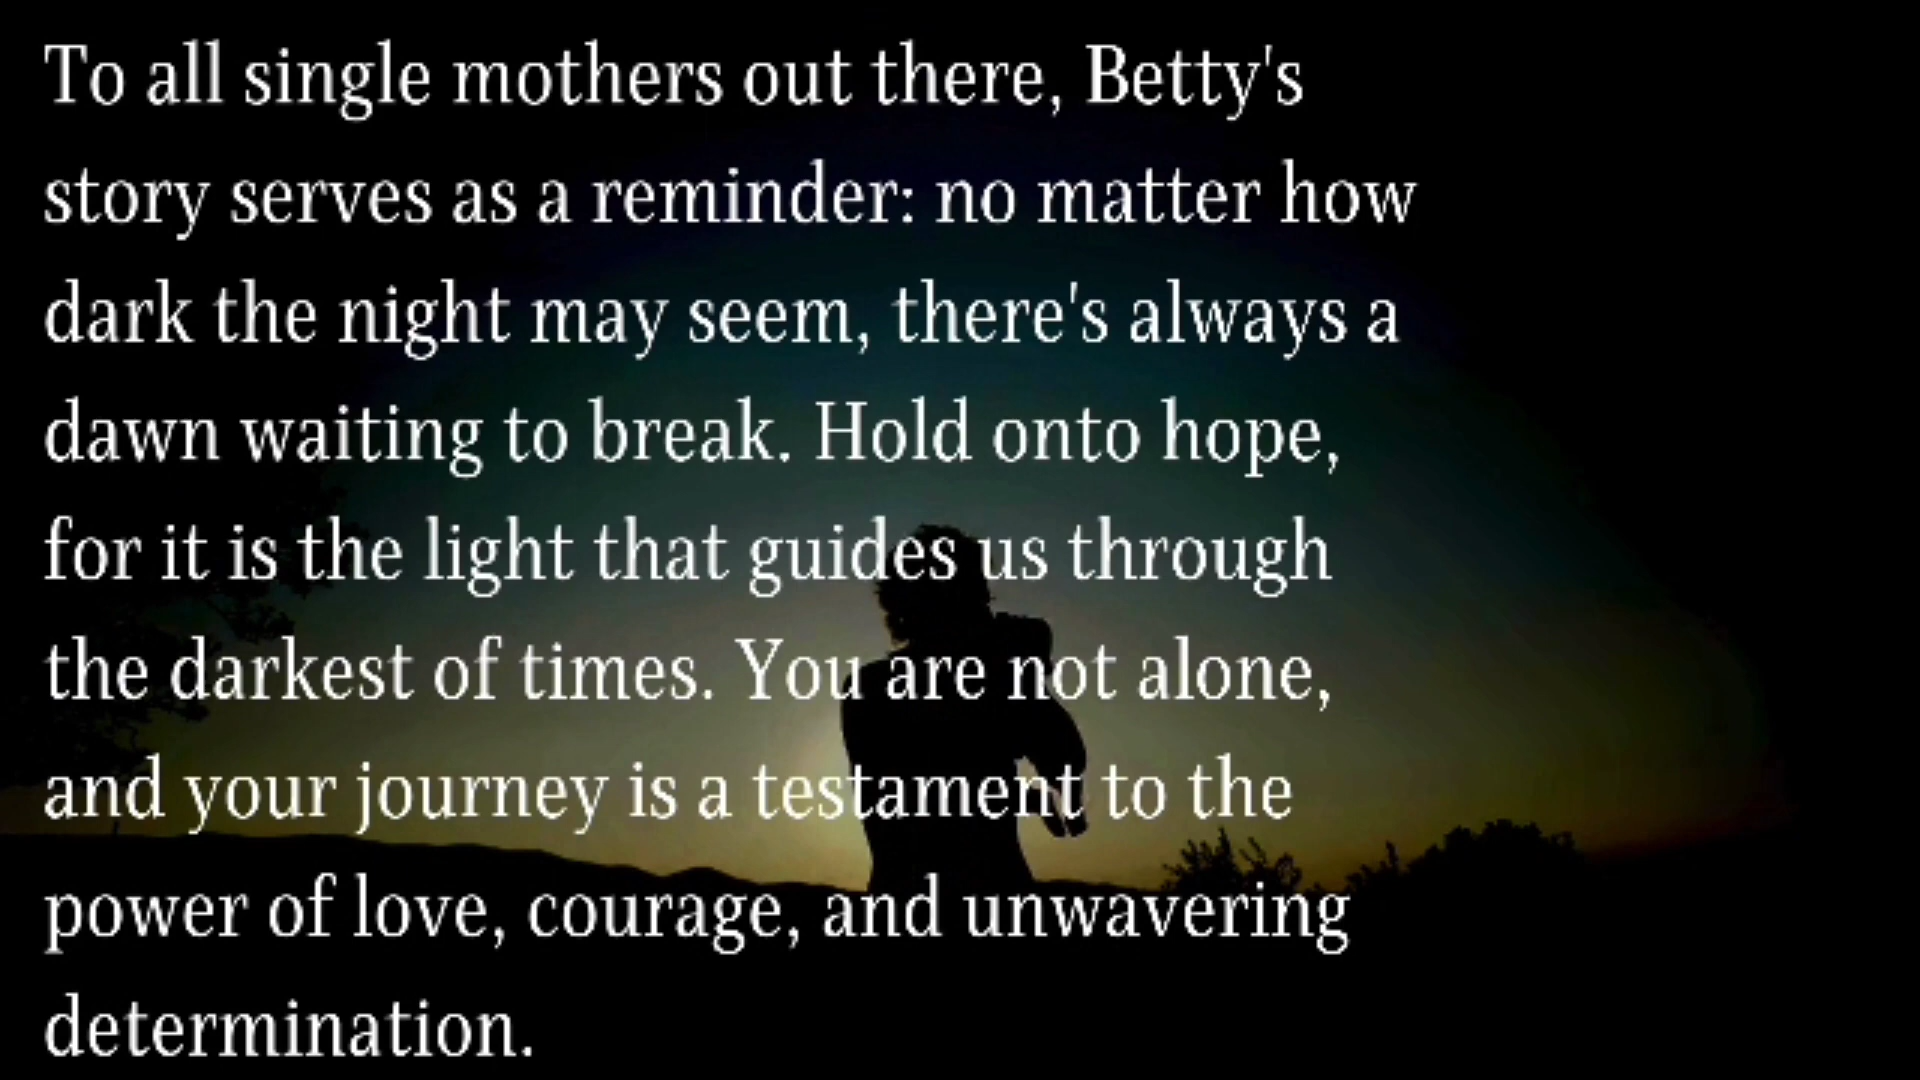 To all single mothers out there, Betty's
story serves as a reminder: no matter how
dark the night may seem, there's always a
dawn waiting to break. Hold onto hope,
for it is the light that guides us through
the darkest of times. You are not alone,
and your journey is a testament to the
power of love, courage, and unwavering
determination.